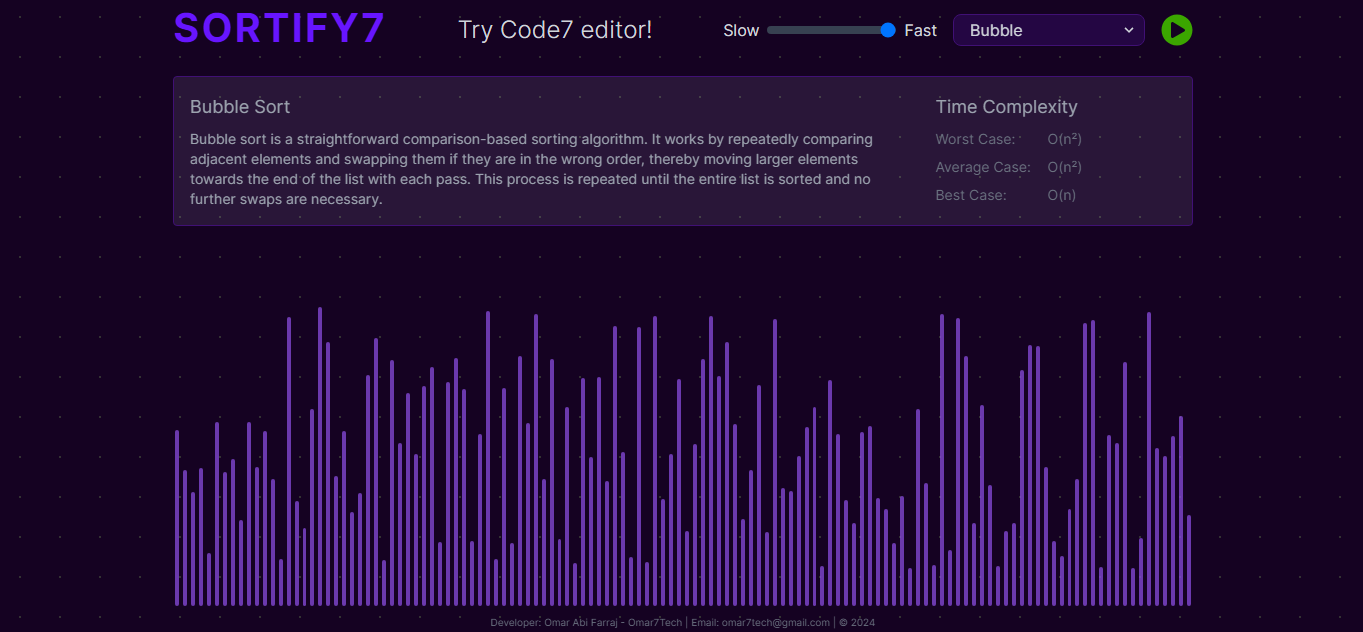 SORTIFY7
Try Code7 editor!
Slow Fast
Bubble
Bubble Sort
Bubble sort is a straightforward comparison-based sorting algorithm. It works by repeatedly comparing
adjacent elements and swapping them if they are in the wrong order, thereby moving larger elements
towards the end of the list with each pass. This process is repeated until the entire list is sorted and no
further swaps are necessary.
Time Complexity
Worst Case: O(n²)
Average Case: O(n²)
Best Case: O(n)
Developer: Omar Abi Farraj - Omar7Tech | Email: omar7tech@gmail.com | © 2024